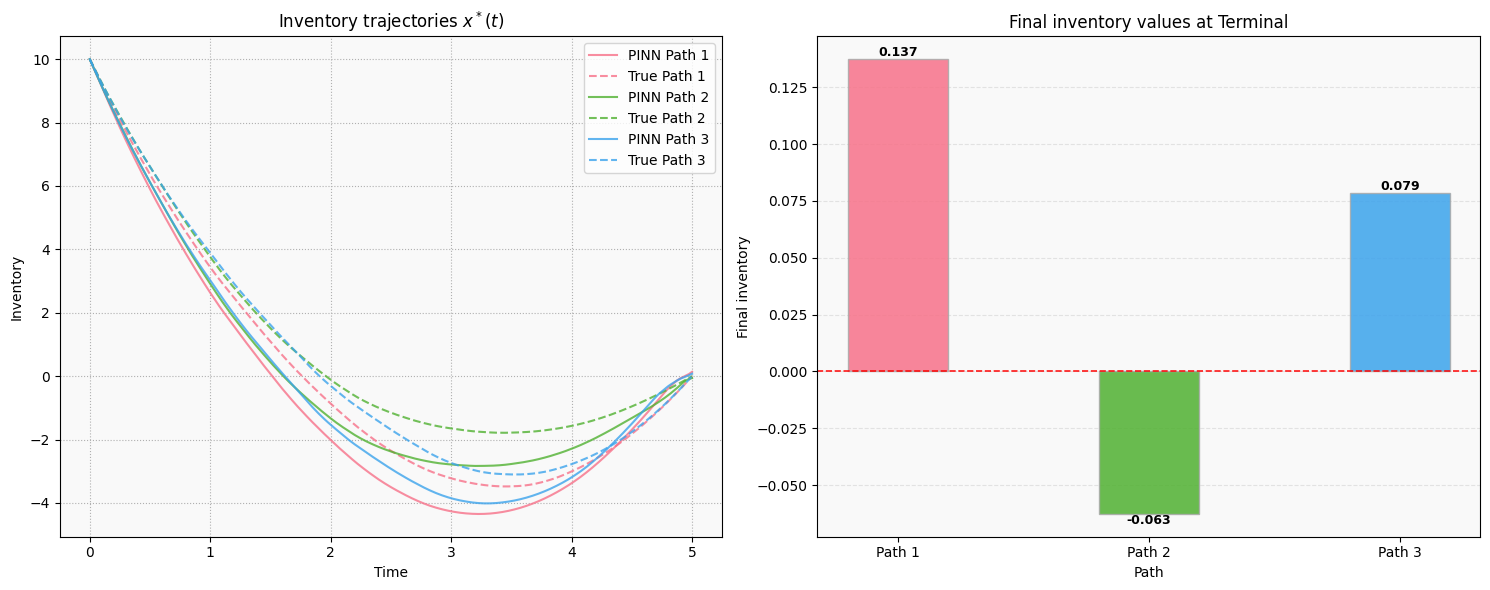 Inventory trajectories x*(t)
10
8
6
4
2
0
−2
−4
Inventory
0 1 2 3 4 5
Time
PINN Path 1
True Path 1
PINN Path 2
True Path 2
PINN Path 3
True Path 3
Final inventory values at Terminal
0.125
0.100
0.075
0.050
0.025
0.000
−0.025
−0.050
Final inventory
0.137
-0.063
0.079
Path 1 Path 2 Path 3
Path